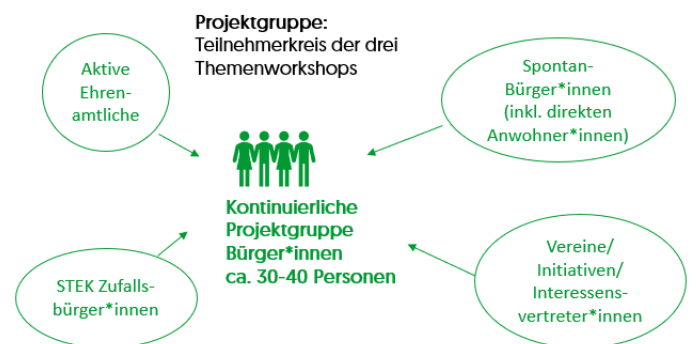 Projektgruppe:
Teilnehmerkreis der drei
Themenworkshops
Aktive
Ehren-
amtliche
Spontan-
Bürger*innen
(inkl. direkten
Anwohner*innen)
Kontinuierliche
Projektgruppe
Bürger*innen
ca. 30-40 Personen
STEK Zufalls-
bürger*innen
Vereine/
Initiativen/
Interessens-
vertreter*innen